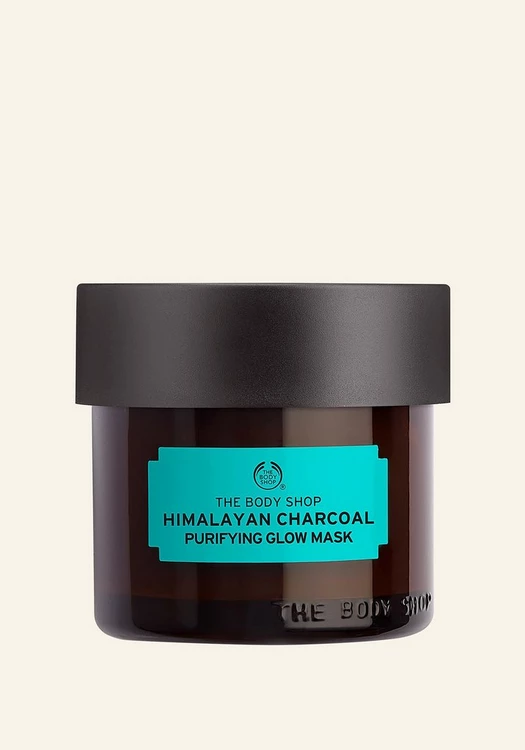 THE
BODY
SHOP
®
THE BODY SHOP
HIMALAYAN CHARCOAL
PURIFYING GLOW MASK
THE BODY SHOP